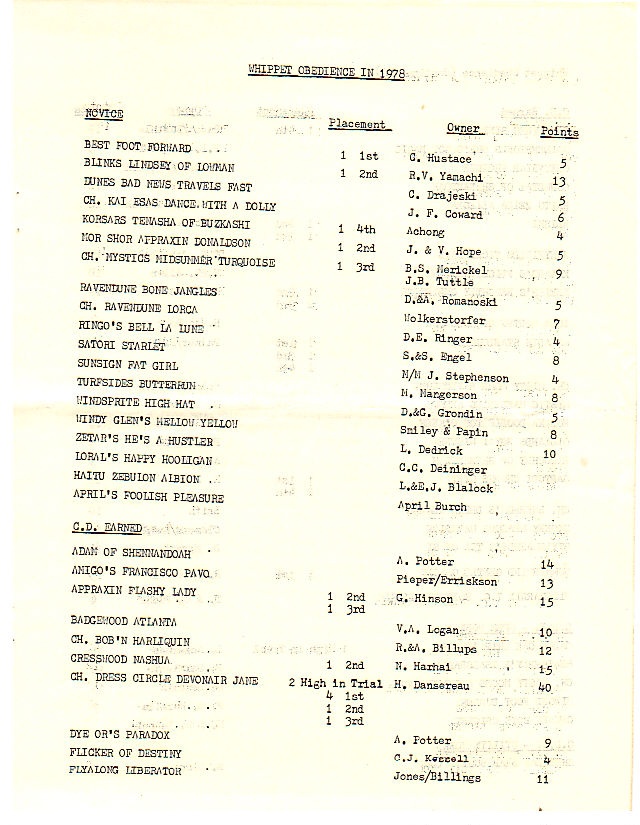 WHIPPET OBEDIENCE IN 1978
NOVICE Placement Owner Points
BEST FOOT FORWARD 1 1st C. Hustace 5
BLINKS LINDSEY OF LOWMAN 1 2nd R.V. Yamachi 13
DUNES BAD NEWS TRAVELS FAST C. Drajeski 5
CH. KAI ESAS DANCE WITH A DOLLY J. F. Coward 6
KORSARS TEMASHA OF BUZKASHI 1 4th Achong 4
MOR SHOR APPRAXIN DONALDSON 1 2nd J. & V. Hope 5
CH. MYSTICS MIDSUMMER TURQUOISE 1 3rd B.S. Merickel 9
J.B. Tuttle
RAVENDUNE BONE JANGLES D.&A. Romanoski 5
CH. RAVENDUNE LORCA Wolkerstorfer 7
RINGO'S BELL LA LUNE D.E. Ringer 4
SATORI STARLET S.&S. Engel 8
SUNSIGN FAT GIRL M/M J. Stephenson 4
TURFSIDES BUTTERNUN M. Mangerson 8
WINDSPRITE HIGH HAT D.&G. Grondin 5
WINDY GLEN'S MELLOW YELLOW Smiley & Papin 8
ZETAR'S HE'S A HUSTLER L. Dedrick 10
LORAL'S HAPPY HOOLIGAN C.C. Deininger
HAITU ZEBULON ALBION L.&E.J. Blalock
APRIL'S FOOLISH PLEASURE April Burch
C.D. EARNED
ADAM OF SHENNANDOAH A. Potter 14
AMIGO'S FRANCISCO PAVO Pieper/Erriskson 13
APPRAXIN FLASHY LADY 1 2nd G. Hinson 15
1 3rd
BADGEWOOD ATLANTA V.A. Logan 10
CH. BOB'N HARLIQUIN R.&A. Billups 12
CRESSWOOD NASHUA 1 2nd N. Harhai 15
CH. DRESS CIRCLE DEVONAIR JANE 2 High in Trial H. Dansereau 40
4 1st
1 2nd
1 3rd
DYE OR'S PARADOX A. Potter 9
FLICKER OF DESTINY C.J. 4
FLYALONG LIBERATOR Jones/Billings 11